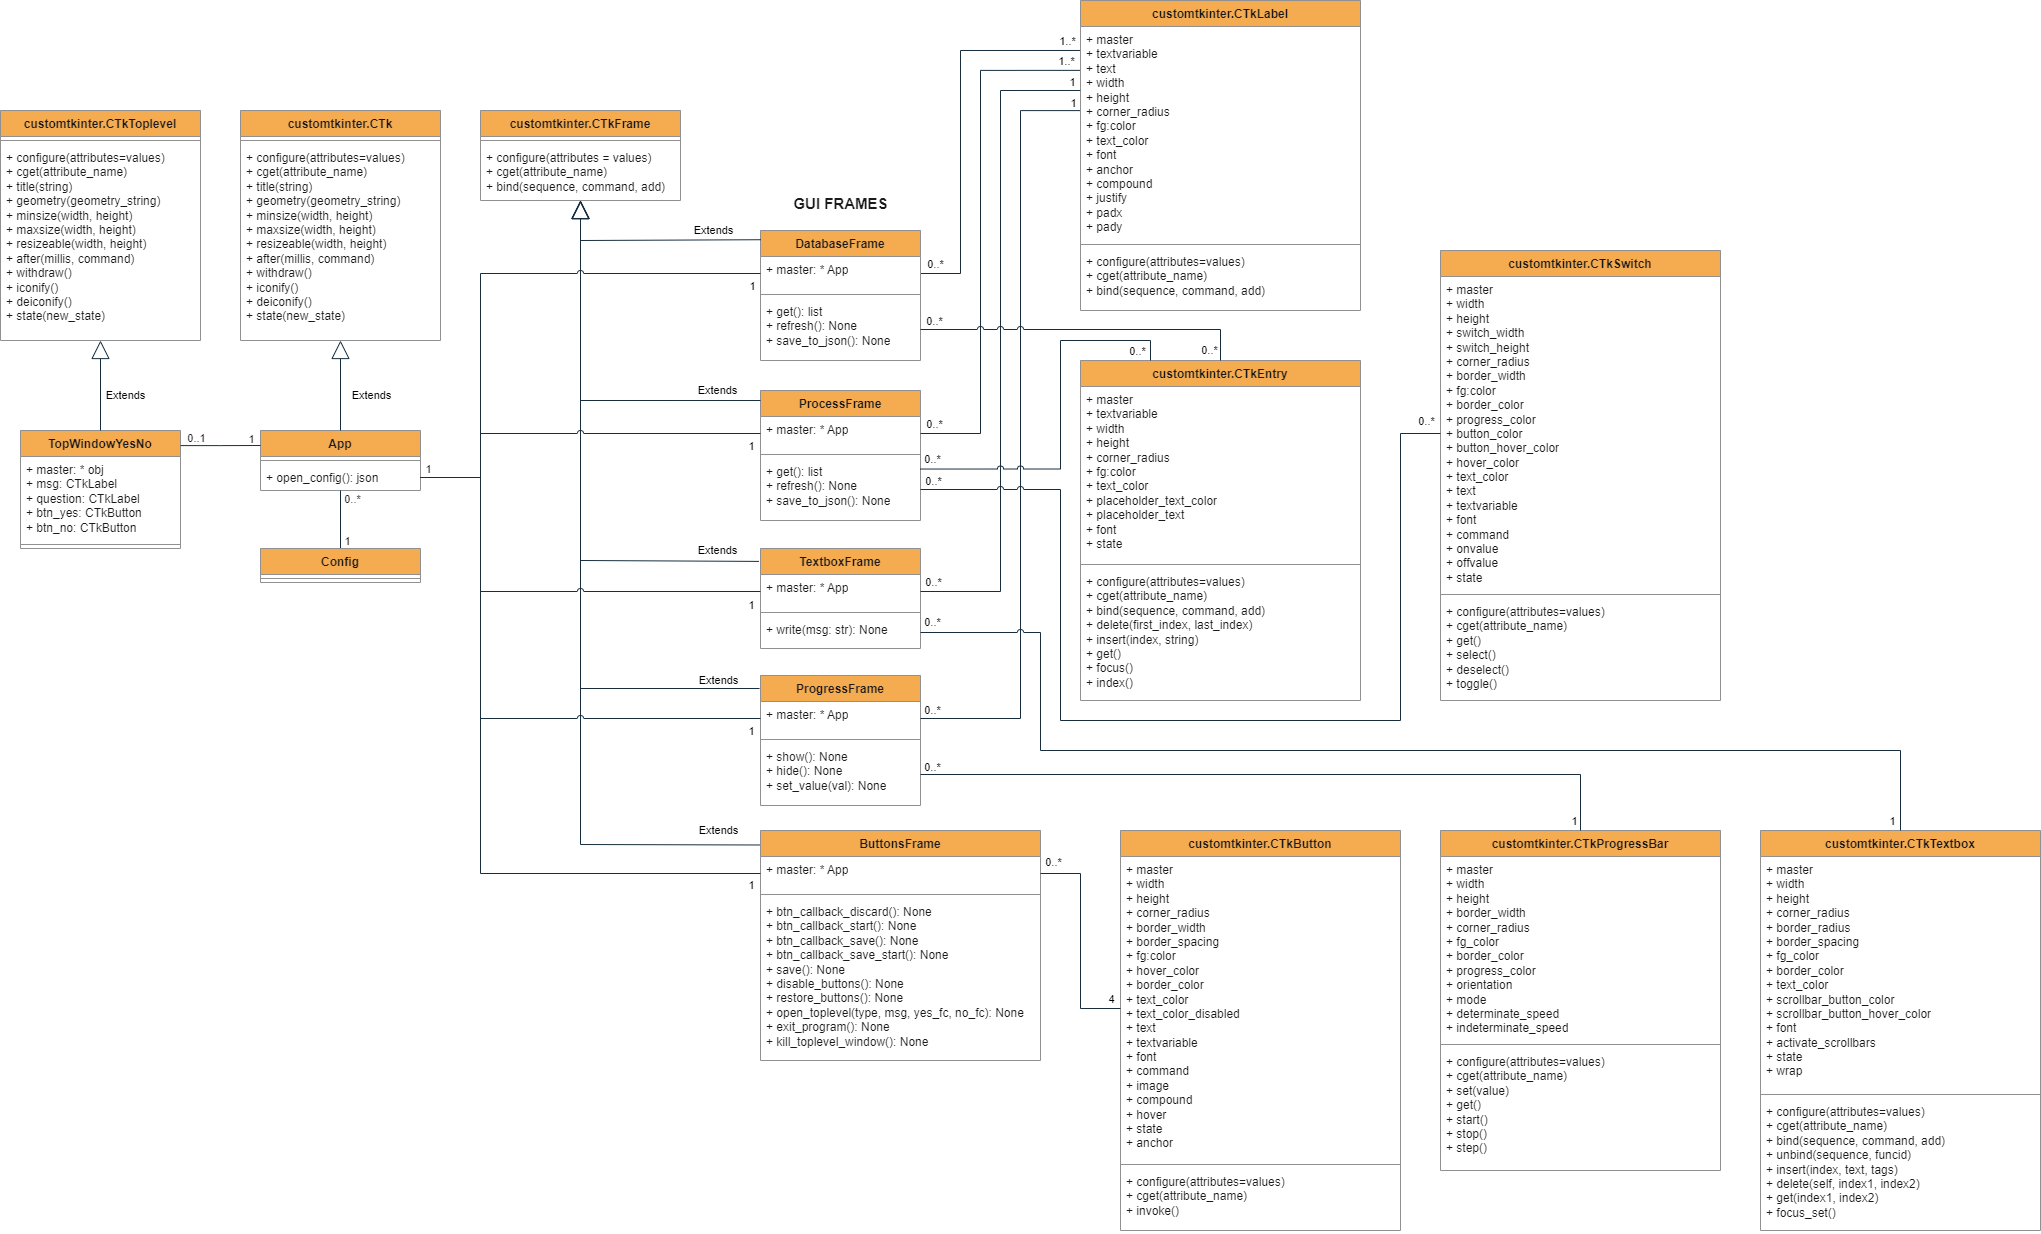 customtkinter.CTkToplevel
+ configure(attributes=values)
+ cget(attribute_name)
+ title(string)
+ geometry(geometry_string)
+ minsize(width, height)
+ maxsize(width, height)
+ resizeable(width, height)
+ after(millis, command)
+ withdraw()
+ iconify()
+ deiconify()
+ state(new_state)
Extends
TopWindowYesNo
+ master: * obj
+ msg: CTkLabel
+ question: CTkLabel
+ btn_yes: CTkButton
+ btn_no: CTkButton
0..1
1
customtkinter.CTk
+ configure(attributes=values)
+ cget(attribute_name)
+ title(string)
+ geometry(geometry_string)
+ minsize(width, height)
+ maxsize(width, height)
+ resizeable(width, height)
+ after(millis, command)
+ withdraw()
+ iconify()
+ deiconify()
+ state(new_state)
Extends
App
+ open_config(): json
1
0..*
1
Config
customtkinter.CTkFrame
+ configure(attributes = values)
+ cget(attribute_name)
+ bind(sequence, command, add)
GUI FRAMES
Extends
DatabaseFrame
+ master: * App
+ get(): list
+ refresh(): None
+ save_to_json(): None
1
0..*
0..*
Extends
ProcessFrame
+ master: * App
+ get(): list
+ refresh(): None
+ save_to_json(): None
1
0..*
0..*
0..*
Extends
TextboxFrame
+ master: * App
+ write(msg: str): None
1
0..*
0..*
Extends
ProgressFrame
+ master: * App
+ show(): None
+ hide(): None
+ set_value(val): None
1
0..*
0..*
Extends
ButtonsFrame
+ master: * App
+ btn_callback_discard(): None
+ btn_callback_start(): None
+ btn_callback_save(): None
+ btn_callback_save_start(): None
+ save(): None
+ disable_buttons(): None
+ restore_buttons(): None
+ open_toplevel(type, msg, yes_fc, no_fc): None
+ exit_program(): None
+ kill_toplevel_window(): None
1
0..*
1..*
1..*
1
1
customtkinter.CTkLabel
+ master
+ textvariable
+ text
+ width
+ height
+ corner_radius
+ fg:color
+ text_color
+ font
+ anchor
+ compound
+ justify
+ padx
+ pady
+ configure(attributes=values)
+ cget(attribute_name)
+ bind(sequence, command, add)
0..*
0..*
customtkinter.CTkEntry
+ master
+ textvariable
+ width
+ height
+ corner_radius
+ fg:color
+ text_color
+ placeholder_text_color
+ placeholder_text
+ font
+ state
+ configure(attributes=values)
+ cget(attribute_name)
+ bind(sequence, command, add)
+ delete(first_index, last_index)
+ insert(index, string)
+ get()
+ focus()
+ index()
0..*
customtkinter.CTkSwitch
+ master
+ width
+ height
+ switch_width
+ switch_height
+ corner_radius
+ border_width
+ fg:color
+ border_color
+ progress_color
+ button_color
+ button_hover_color
+ hover_color
+ text_color
+ text
+ textvariable
+ font
+ command
+ onvalue
+ offvalue
+ state
+ configure(attributes=values)
+ cget(attribute_name)
+ get()
+ select()
+ deselect()
+ toggle()
4
customtkinter.CTkButton
+ master
+ width
+ height
+ corner_radius
+ border_width
+ border_spacing
+ fg:color
+ hover_color
+ border_color
+ text_color
+ text_color_disabled
+ text
+ textvariable
+ font
+ command
+ image
+ compound
+ hover
+ state
+ anchor
+ configure(attributes=values)
+ cget(attribute_name)
+ invoke()
1
customtkinter.CTkProgressBar
+ master
+ width
+ height
+ border_width
+ corner_radius
+ fg_color
+ border_color
+ progress_color
+ orientation
+ mode
+ determinate_speed
+ indeterminate_speed
+ configure(attributes=values)
+ cget(attribute_name)
+ set(value)
+ get()
+ start()
+ stop()
+ step()
1
customtkinter.CTkTextbox
+ master
+ width
+ height
+ corner_radius
+ border_radius
+ border_spacing
+ fg_color
+ border_color
+ text_color
+ scrollbar_button_color
+ scrollbar_button_hover_color
+ font
+ activate_scrollbars
+ state
+ wrap
+ configure(attributes=values)
+ cget(attribute_name)
+ bind(sequence, command, add)
+ unbind(sequence, funcid)
+ insert(index, text, tags)
+ delete(self, index1, index2)
+ get(index1, index2)
+ focus_set()